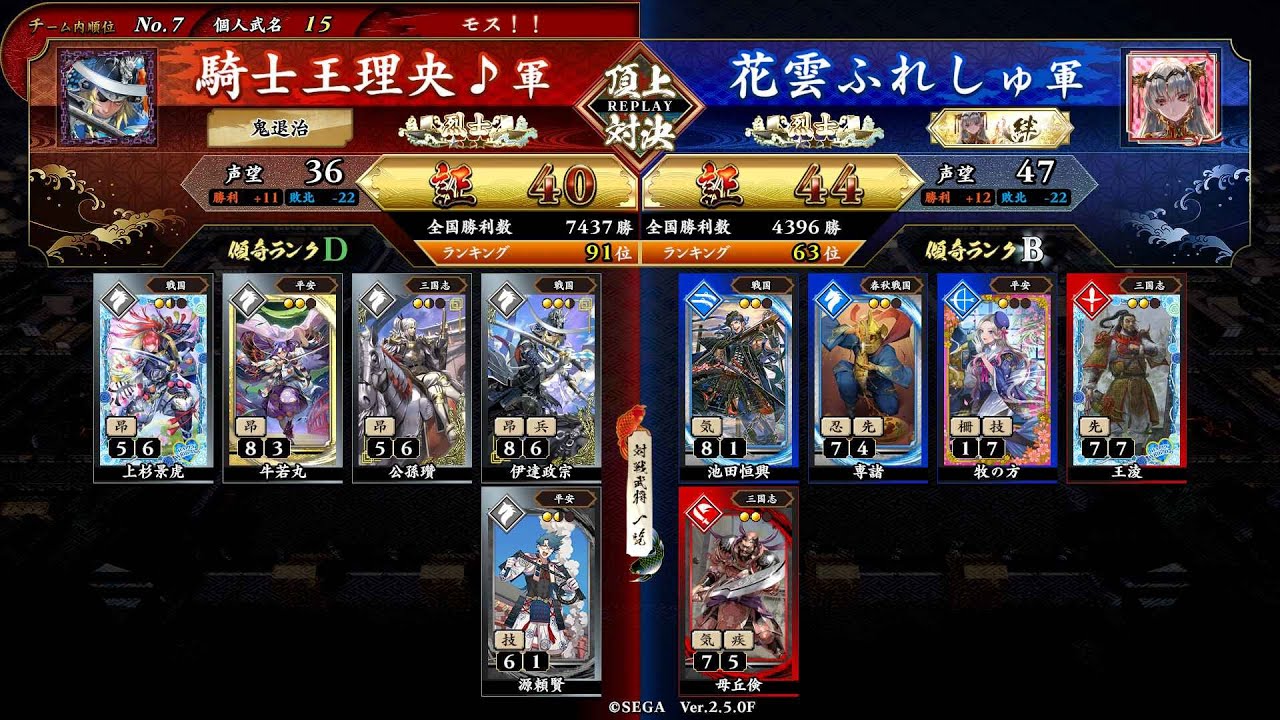 チーム内順位 No.7 個人武名 15 モス!!
騎士王理央♪軍
頂上
REPLAY
対決
花雲ふれしゅ軍
鬼退治
烈士
烈士
絆
声望 36
勝利 +11 敗北 -22
証 40
証 44
声望 47
勝利 +12 敗北 -22
全国勝利数 7437勝
全国勝利数 4396勝
傾奇ランクD
ランキング 91位
ランキング 63位
傾奇ランクB
戦国
昴
5 6
上杉景虎
平安
昴
8 3
牛若丸
三国志
昴
5 6
公孫瓚
戦国
昴 兵
8 6
伊達政宗
戦国
気
8 1
池田恒興
春秋戦国
忍 先
7 4
専諸
平安
柵 技
1 7
牧の方
三国志
先
7 7
王淩
対戦武将一覧
平安
技
6 1
源頼賢
三国志
気 疾
7 5
毌丘倹
©SEGA Ver.2.5.0F